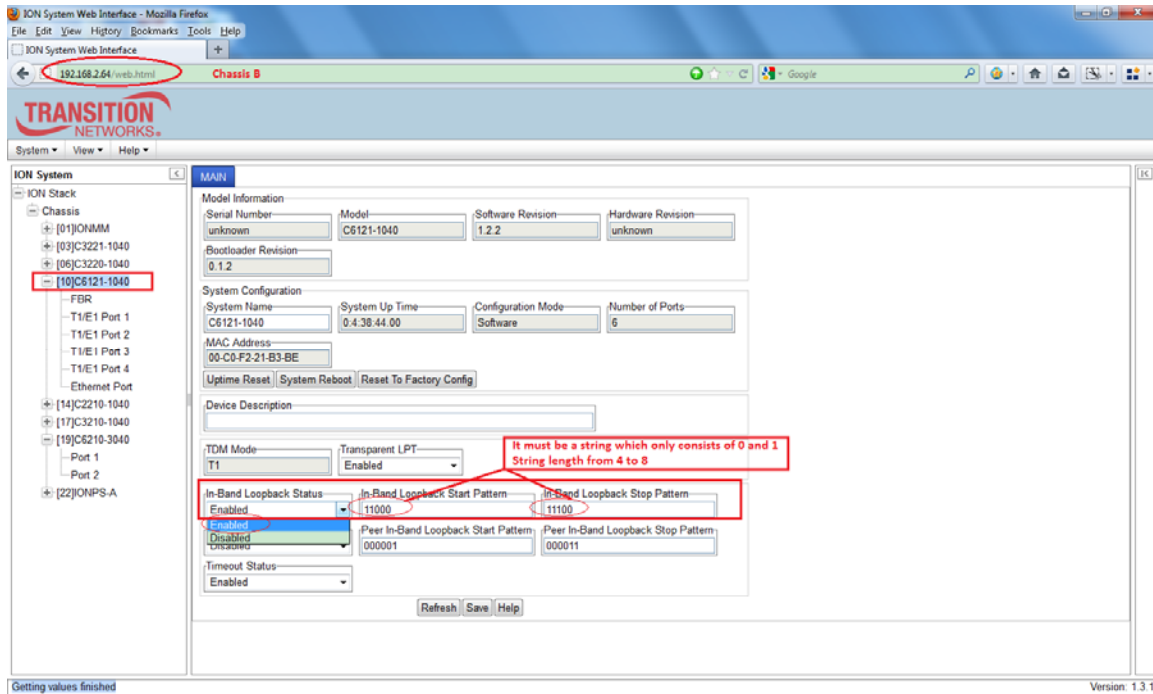 ION System Web Interface - Mozilla Firefox
File Edit View History Bookmarks Tools Help
ION System Web Interface +
192.168.2.64/web.html Chassis B Google
TRANSITION
NETWORKS®
System View Help
ION System
ION Stack
Chassis
[01]IONMM
[03]C3221-1040
[06]C3220-1040
[10]C6121-1040
FBR
T1/E1 Port 1
T1/E1 Port 2
T1/E1 Port 3
T1/E1 Port 4
Ethernet Port
[14]C2210-1040
[17]C3210-1040
[19]C6210-3040
Port 1
Port 2
[22]IONPS-A
MAIN
Model Information
Serial Number Model Software Revision Hardware Revision
unknown C6121-1040 1.2.2 unknown
Bootloader Revision
0.1.2
System Configuration
System Name System Up Time Configuration Mode Number of Ports
C6121-1040 0:4:38:44.00 Software 6
MAC Address
00-C0-F2-21-B3-BE
Uptime Reset System Reboot Reset To Factory Config
Device Description
TDM Mode Transparent LPT
T1 Enabled
It must be a string which only consists of 0 and 1
String length from 4 to 8
In-Band Loopback Status In-Band Loopback Start Pattern In-Band Loopback Stop Pattern
Enabled 11000 11100
Enabled
Disabled
Peer In-Band Loopback Start Pattern Peer In-Band Loopback Stop Pattern
Disabled 000001 000011
Timeout Status
Enabled
Refresh Save Help
Getting values finished Version: 1.3.1